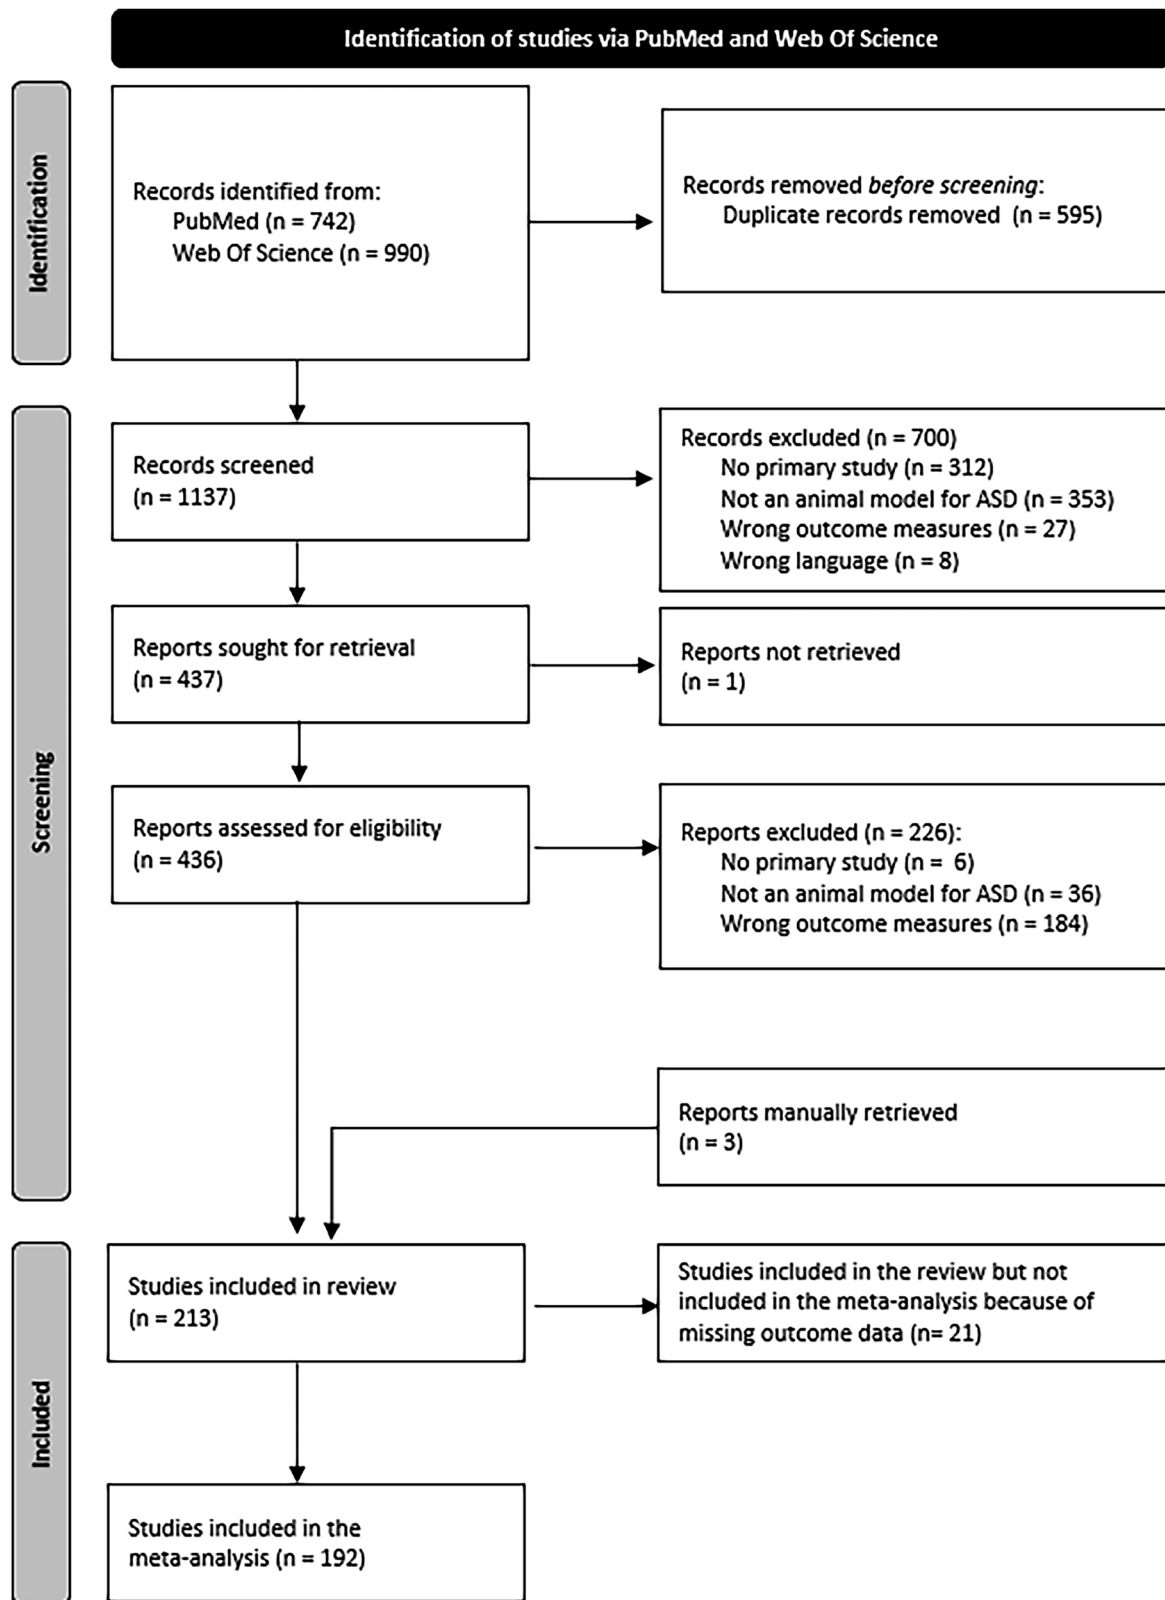 Identification of studies via PubMed and Web Of Science
Identification
Records identified from:
PubMed (n = 742)
Web Of Science (n = 990)
Records removed before screening:
Duplicate records removed (n = 595)
Screening
Records screened
(n = 1137)
Records excluded (n = 700)
No primary study (n = 312)
Not an animal model for ASD (n = 353)
Wrong outcome measures (n = 27)
Wrong language (n = 8)
Reports sought for retrieval
(n = 437)
Reports not retrieved
(n = 1)
Reports assessed for eligibility
(n = 436)
Reports excluded (n = 226):
No primary study (n = 6)
Not an animal model for ASD (n = 36)
Wrong outcome measures (n = 184)
Reports manually retrieved
(n = 3)
Included
Studies included in review
(n = 213)
Studies included in the review but not
included in the meta-analysis because of
missing outcome data (n= 21)
Studies included in the
meta-analysis (n = 192)